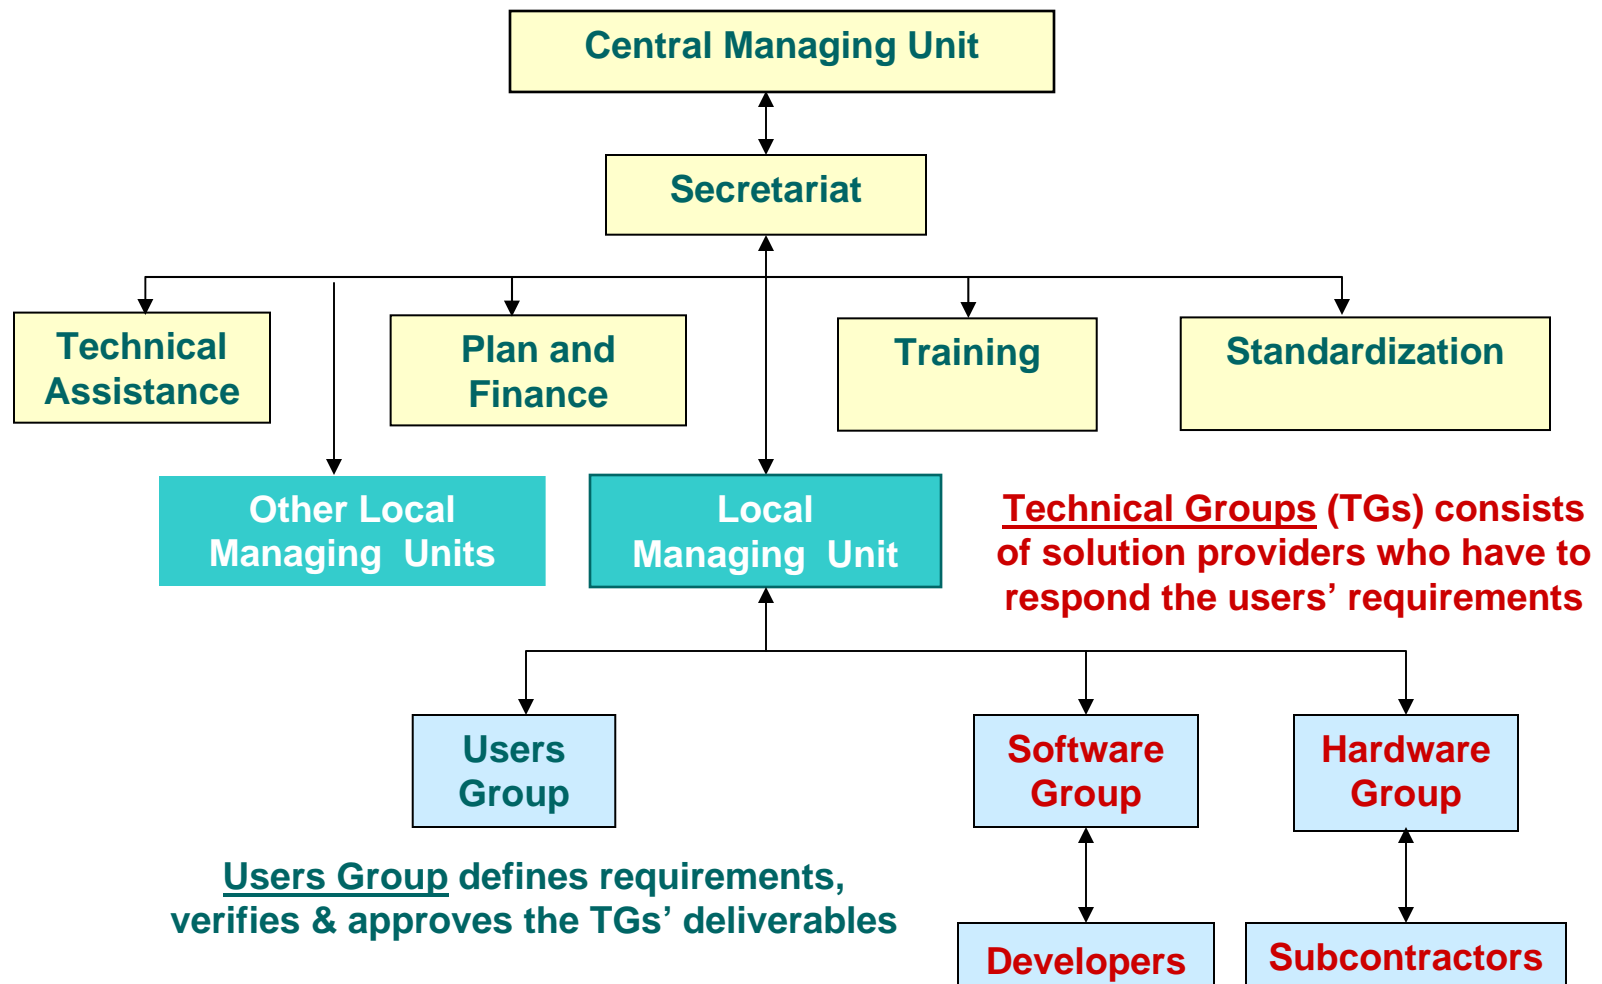 Central Managing Unit
Secretariat
Technical
Assistance
Plan and
Finance
Training
Standardization
Other Local
Managing Units
Local
Managing Unit
Technical Groups (TGs) consists
of solution providers who have to
respond the users’ requirements
Users
Group
Software
Group
Hardware
Group
Users Group defines requirements,
verifies & approves the TGs’ deliverables
Developers
Subcontractors